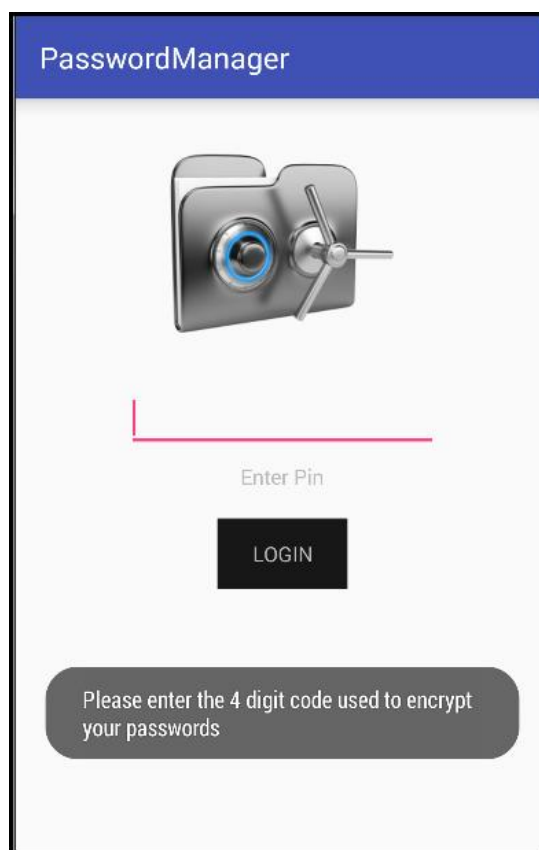 PasswordManager
Enter Pin
LOGIN
Please enter the 4 digit code used to encrypt
your passwords